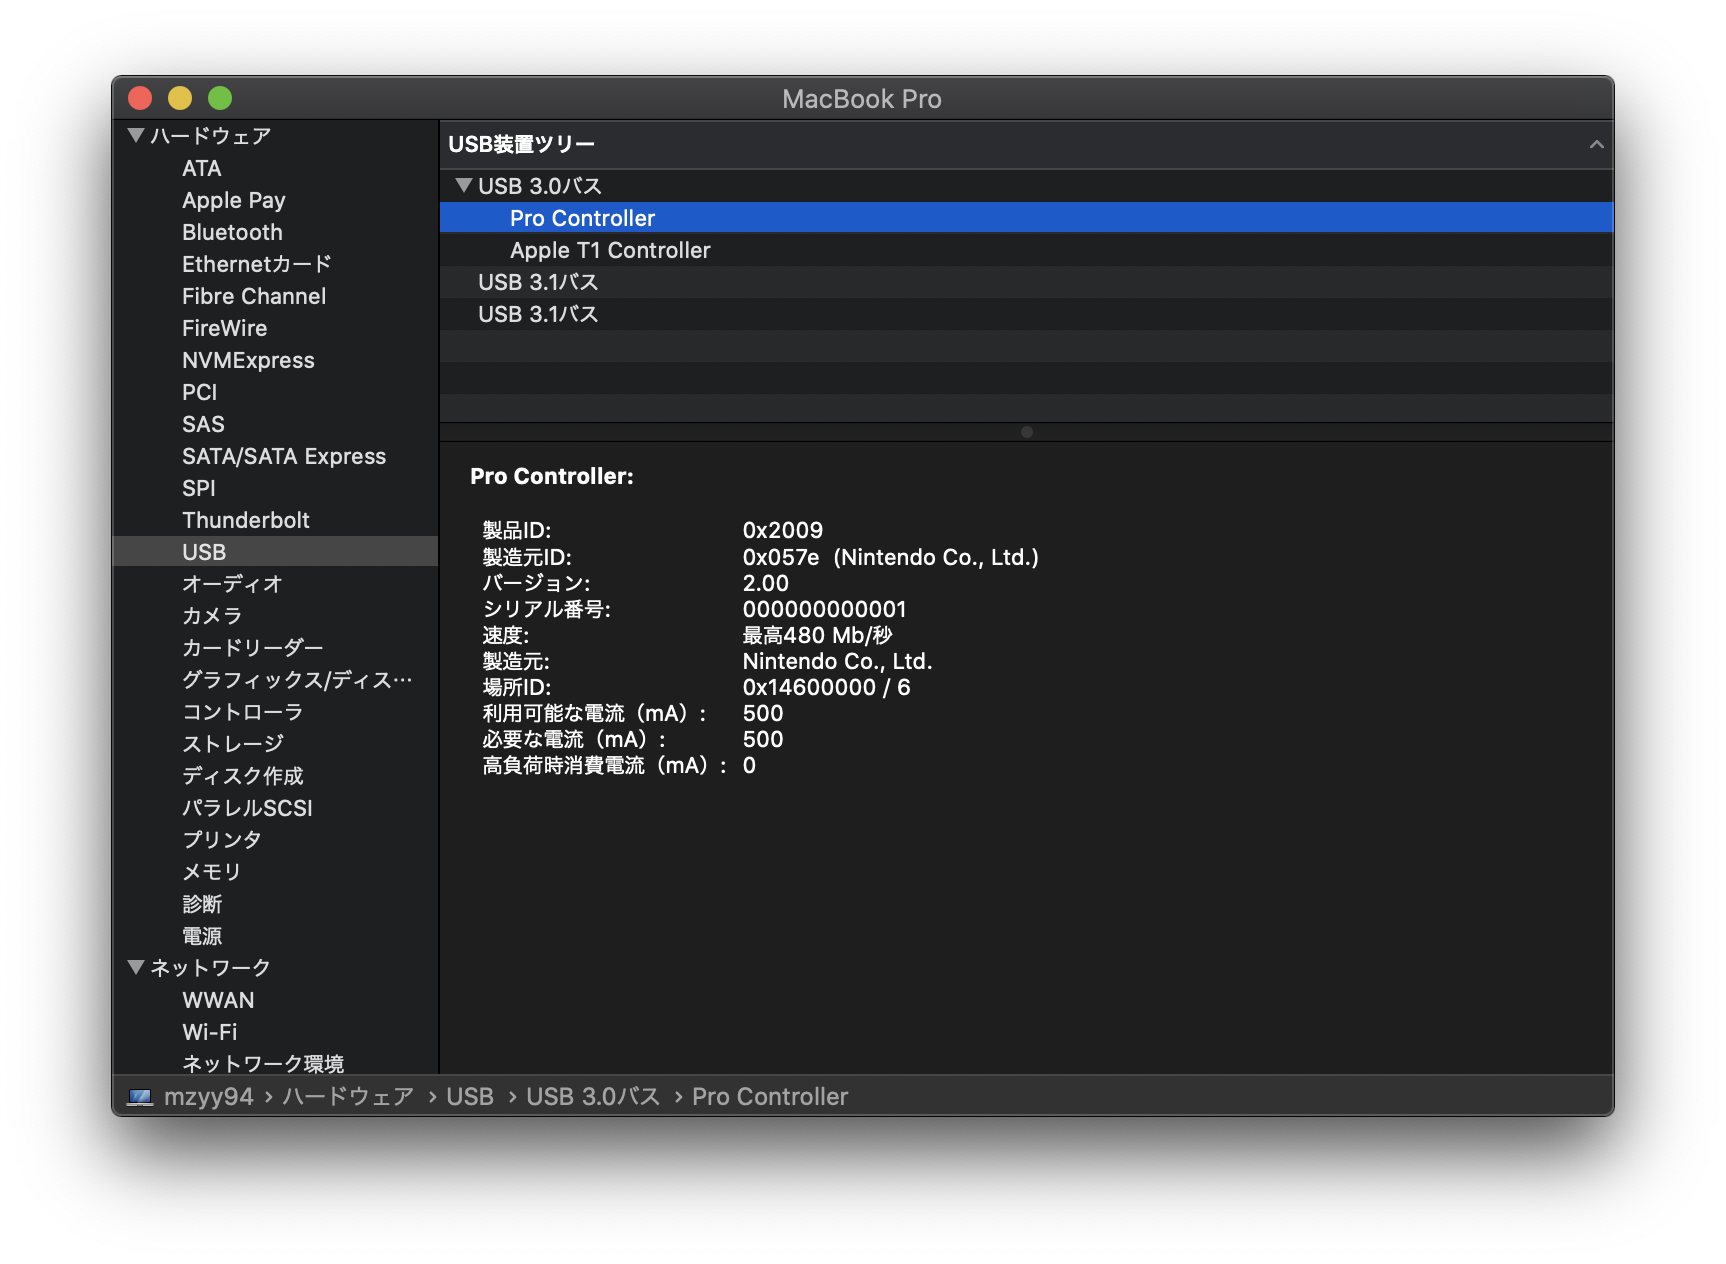 MacBook Pro
ハードウェア
ATA
Apple Pay
Bluetooth
Ethernetカード
Fibre Channel
FireWire
NVMExpress
PCI
SAS
SATA/SATA Express
SPI
Thunderbolt
USB
オーディオ
カメラ
カードリーダー
グラフィックス/ディス…
コントローラ
ストレージ
ディスク作成
パラレルSCSI
プリンタ
メモリ
診断
電源
ネットワーク
WWAN
Wi-Fi
ネットワーク環境
USB装置ツリー
USB 3.0バス
Pro Controller
Apple T1 Controller
USB 3.1バス
USB 3.1バス
Pro Controller:
製品ID: 0x2009
製造元ID: 0x057e (Nintendo Co., Ltd.)
バージョン: 2.00
シリアル番号: 000000000001
速度: 最高480 Mb/秒
製造元: Nintendo Co., Ltd.
場所ID: 0x14600000 / 6
利用可能な電流（mA）: 500
必要な電流（mA）: 500
高負荷時消費電流（mA）: 0
mzyy94 › ハードウェア › USB › USB 3.0バス › Pro Controller